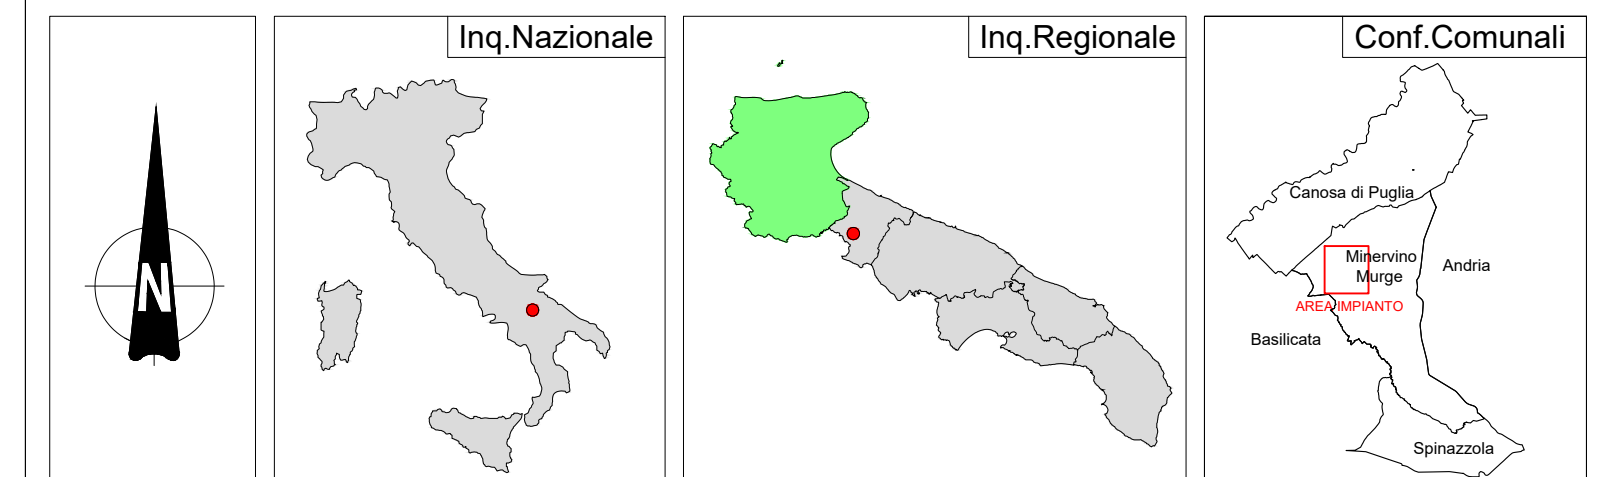 N
Inq.Nazionale
Inq.Regionale
Conf.Comunali
Canosa di Puglia
Minervino
Murge
Andria
AREA IMPIANTO
Basilicata
Spinazzola